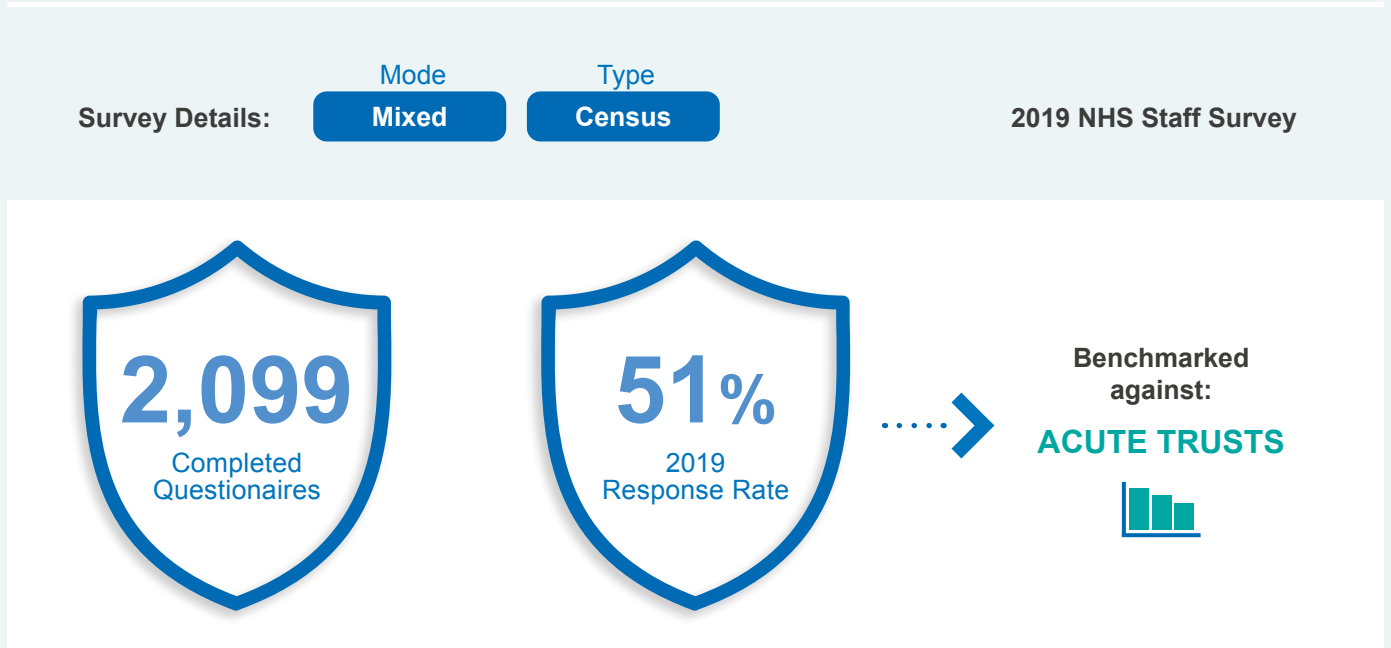 Mode
Type
Survey Details:
Mixed
Census
2019 NHS Staff Survey
2,099
Completed
Questionaires
51%
2019
Response Rate
Benchmarked
against:
ACUTE TRUSTS